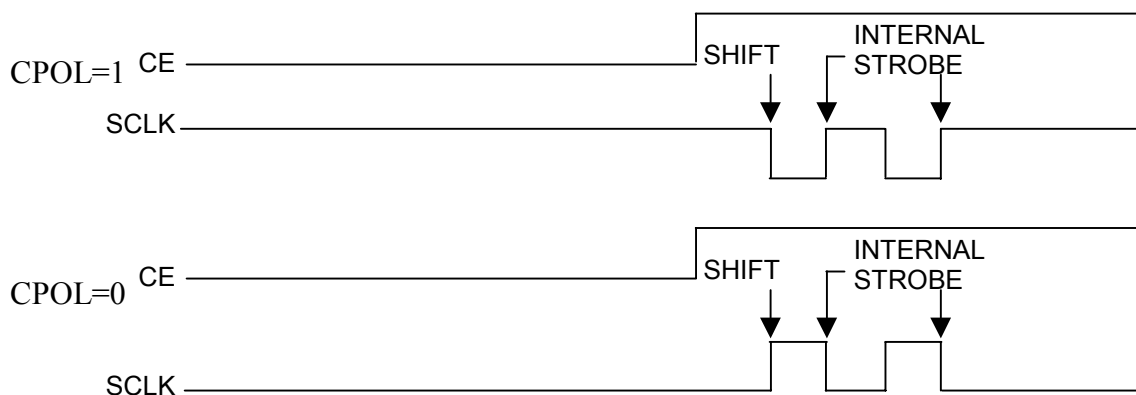 INTERNAL
SHIFT
STROBE
CPOL=1 CE
SCLK
INTERNAL
SHIFT
STROBE
CPOL=0 CE
SCLK